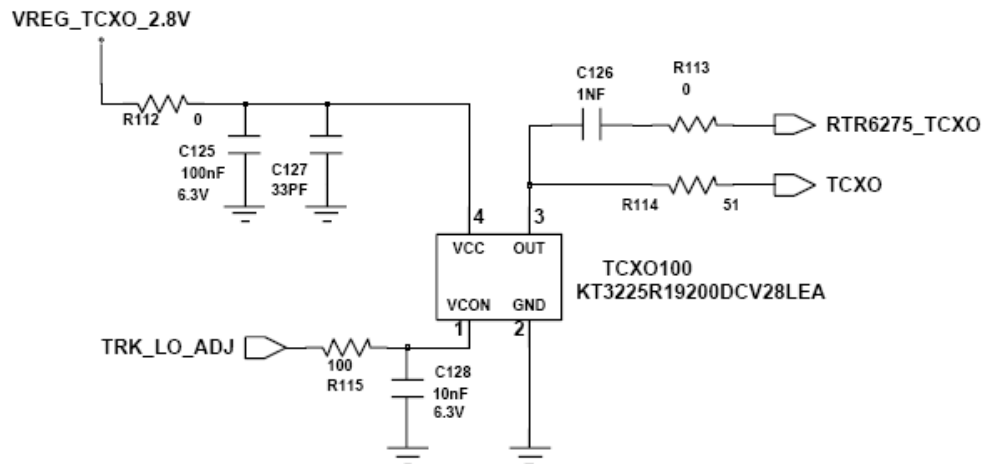 VREG_TCXO_2.8V
R112 0
C125
100nF
6.3V
C127
33PF
C126
1NF
R113
0
RTR6275_TCXO
R114 51
TCXO
4 3
VCC OUT
VCON GND
1 2
TCXO100
KT3225R19200DCV28LEA
TRK_LO_ADJ
100
R115
C128
10nF
6.3V